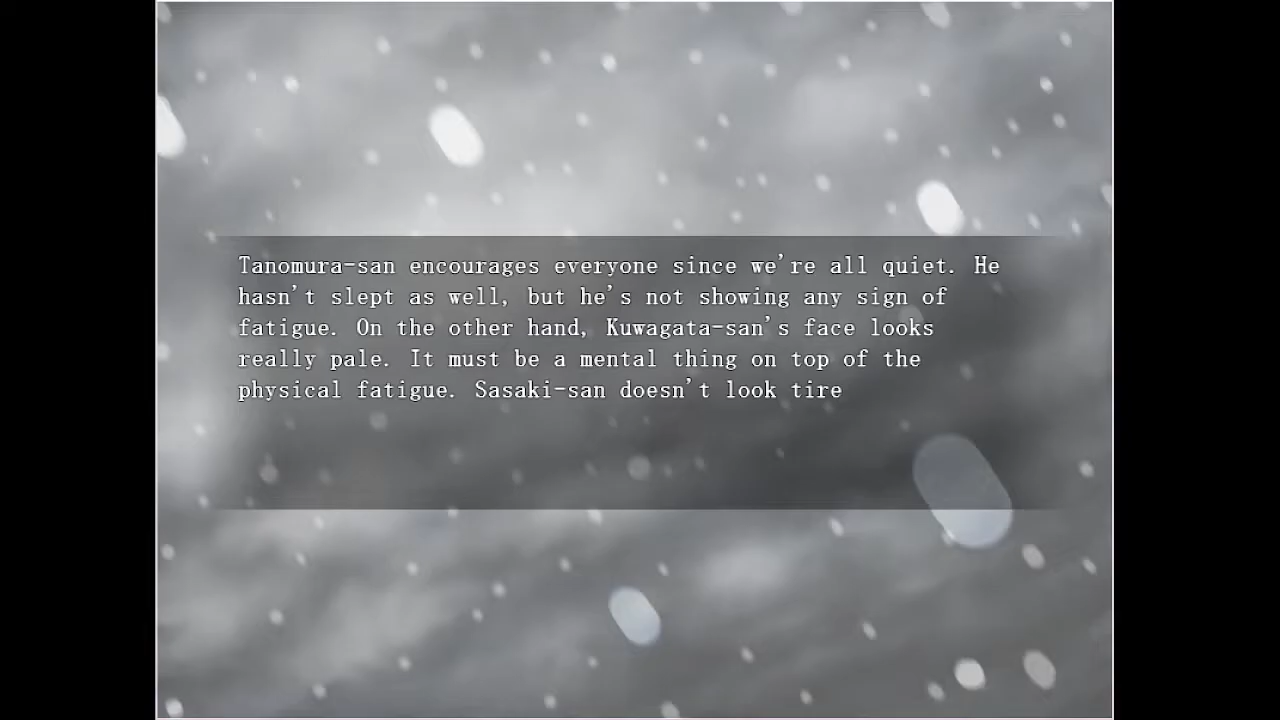 Tanomura-san encourages everyone since we're all quiet. He
hasn't slept as well, but he's not showing any sign of
fatigue. On the other hand, Kuwagata-san's face looks
really pale. It must be a mental thing on top of the
physical fatigue. Sasaki-san doesn't look tire